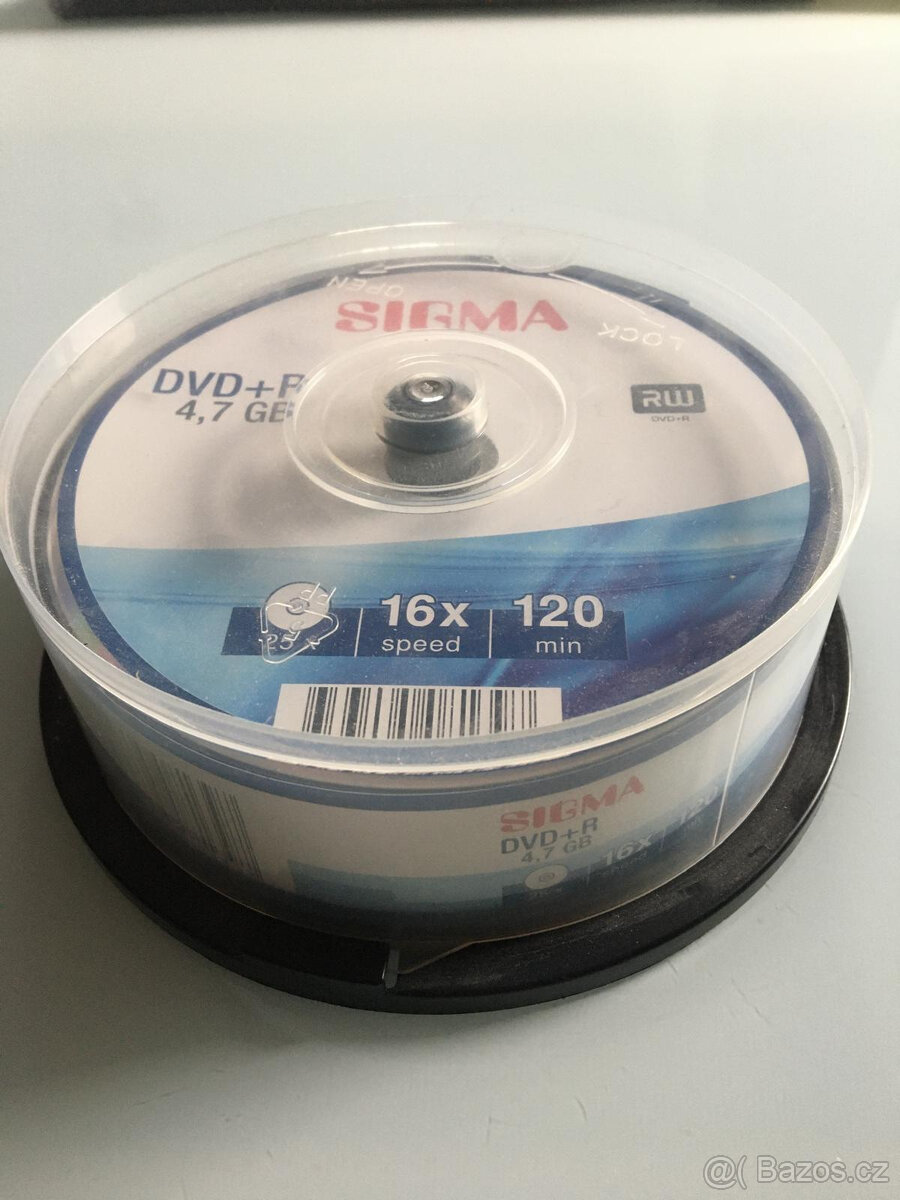 OPEN
SIGMA
LOCK
DVD+R
4,7 GB
RW
DVD+R
25 x
16x
speed
120
min
SIGMA
DVD+R
4,7 GB
16x
120
@( Bazos.cz